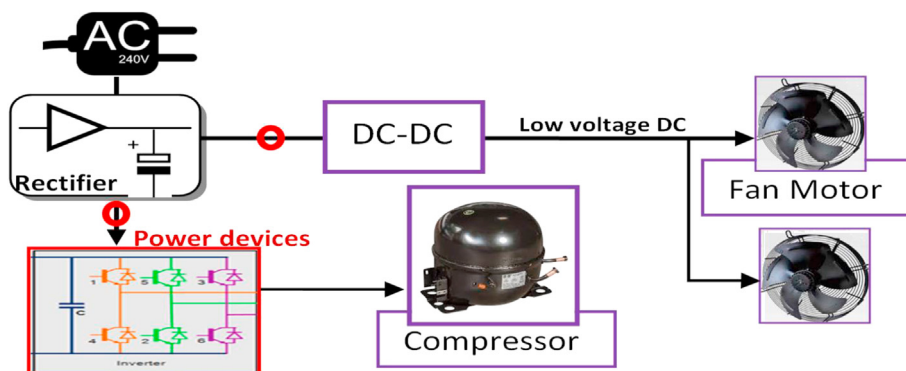 AC
240V
DC-DC
Low voltage DC
+
Rectifier
Fan Motor
Power devices
1
5
3
C
4
2
6
Inverter
Compressor